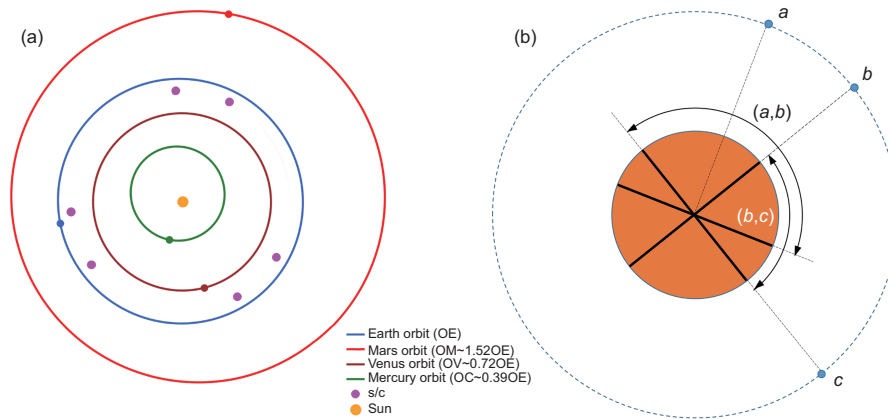 (a)
Earth orbit (OE)
Mars orbit (OM~1.52OE)
Venus orbit (OV~0.72OE)
Mercury orbit (OC~0.39OE)
s/c
Sun
(b)
a
b
(a,b)
(b,c)
c